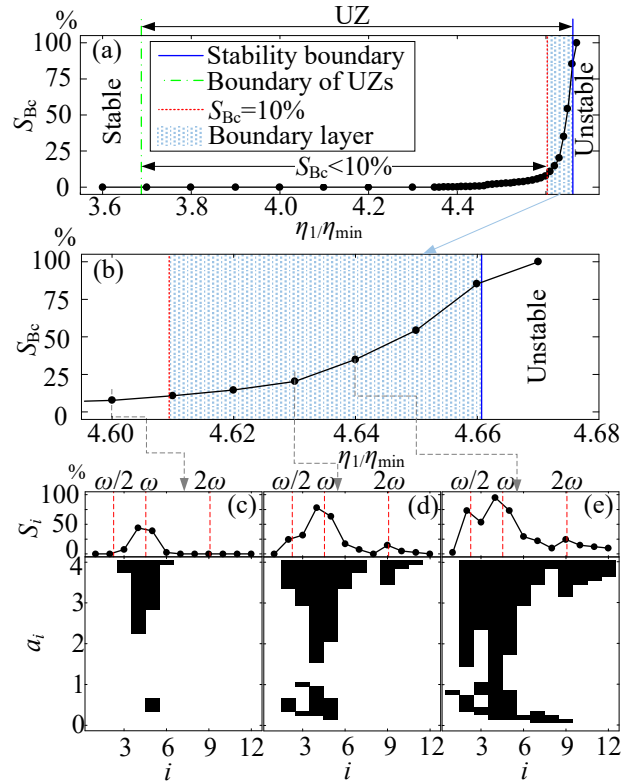 %
UZ
100
75
50
25
0
S_Bc
(a)
Stable
Stability boundary
Boundary of UZs
S_Bc=10%
Boundary layer
S_Bc<10%
Unstable
3.6 3.8 4.0 4.2 4.4
η₁/η_min
%
100
75
50
25
0
S_Bc
(b)
Unstable
4.60 4.62 4.64 4.66 4.68
η₁/η_min
%
100
50
0
S_i
ω/2 ω 2ω
(c)
ω/2 ω 2ω
(d)
ω/2 ω 2ω
(e)
4
3
2
1
0
a_i
3 6 9 12
i
3 6 9 12
i
3 6 9 12
i